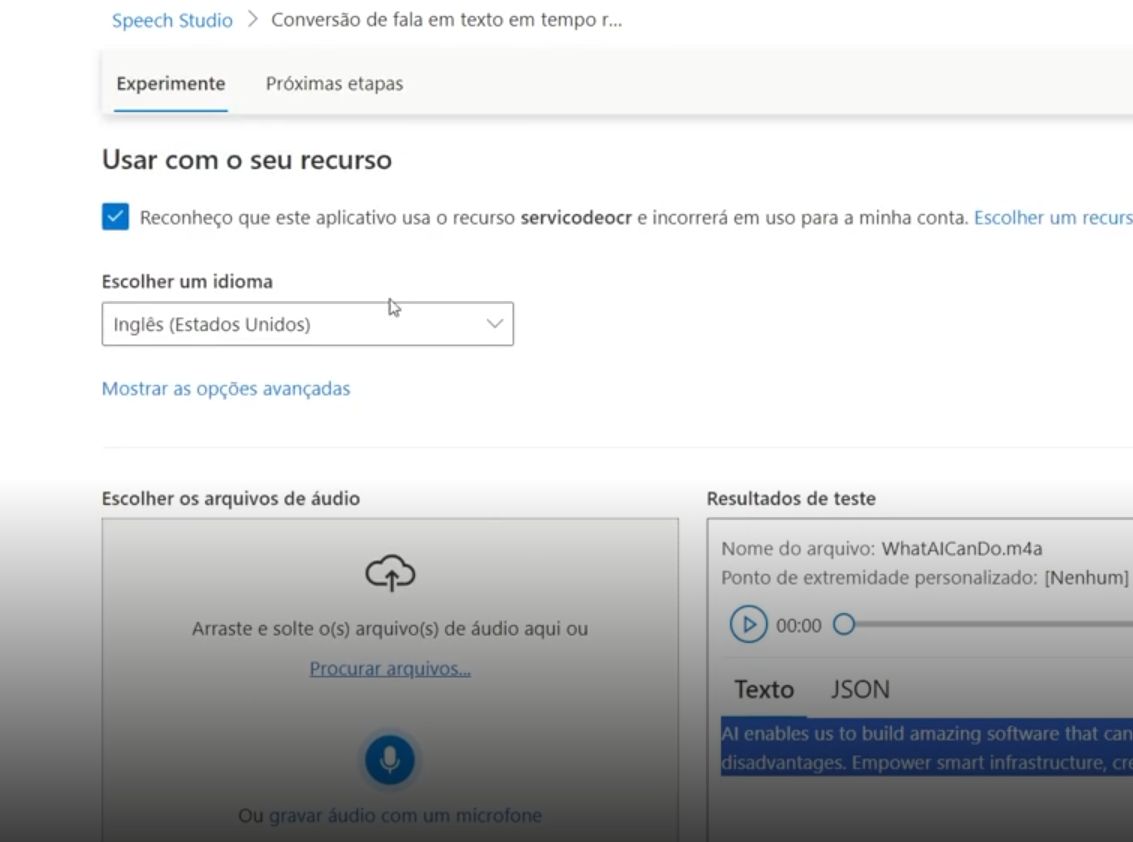 Speech Studio > Conversão de fala em texto em tempo r...
Experimente Próximas etapas
Usar com o seu recurso
Reconheço que este aplicativo usa o recurso servicodeocr e incorrerá em uso para a minha conta. Escolher um recurs
Escolher um idioma
Inglês (Estados Unidos)
Mostrar as opções avançadas
Escolher os arquivos de áudio
Arraste e solte o(s) arquivo(s) de áudio aqui ou
Procurar arquivos...
Ou gravar áudio com um microfone
Resultados de teste
Nome do arquivo: WhatAICanDo.m4a
Ponto de extremidade personalizado: [Nenhum]
00:00
Texto JSON
AI enables us to build amazing software that can
disadvantages. Empower smart infrastructure, cre